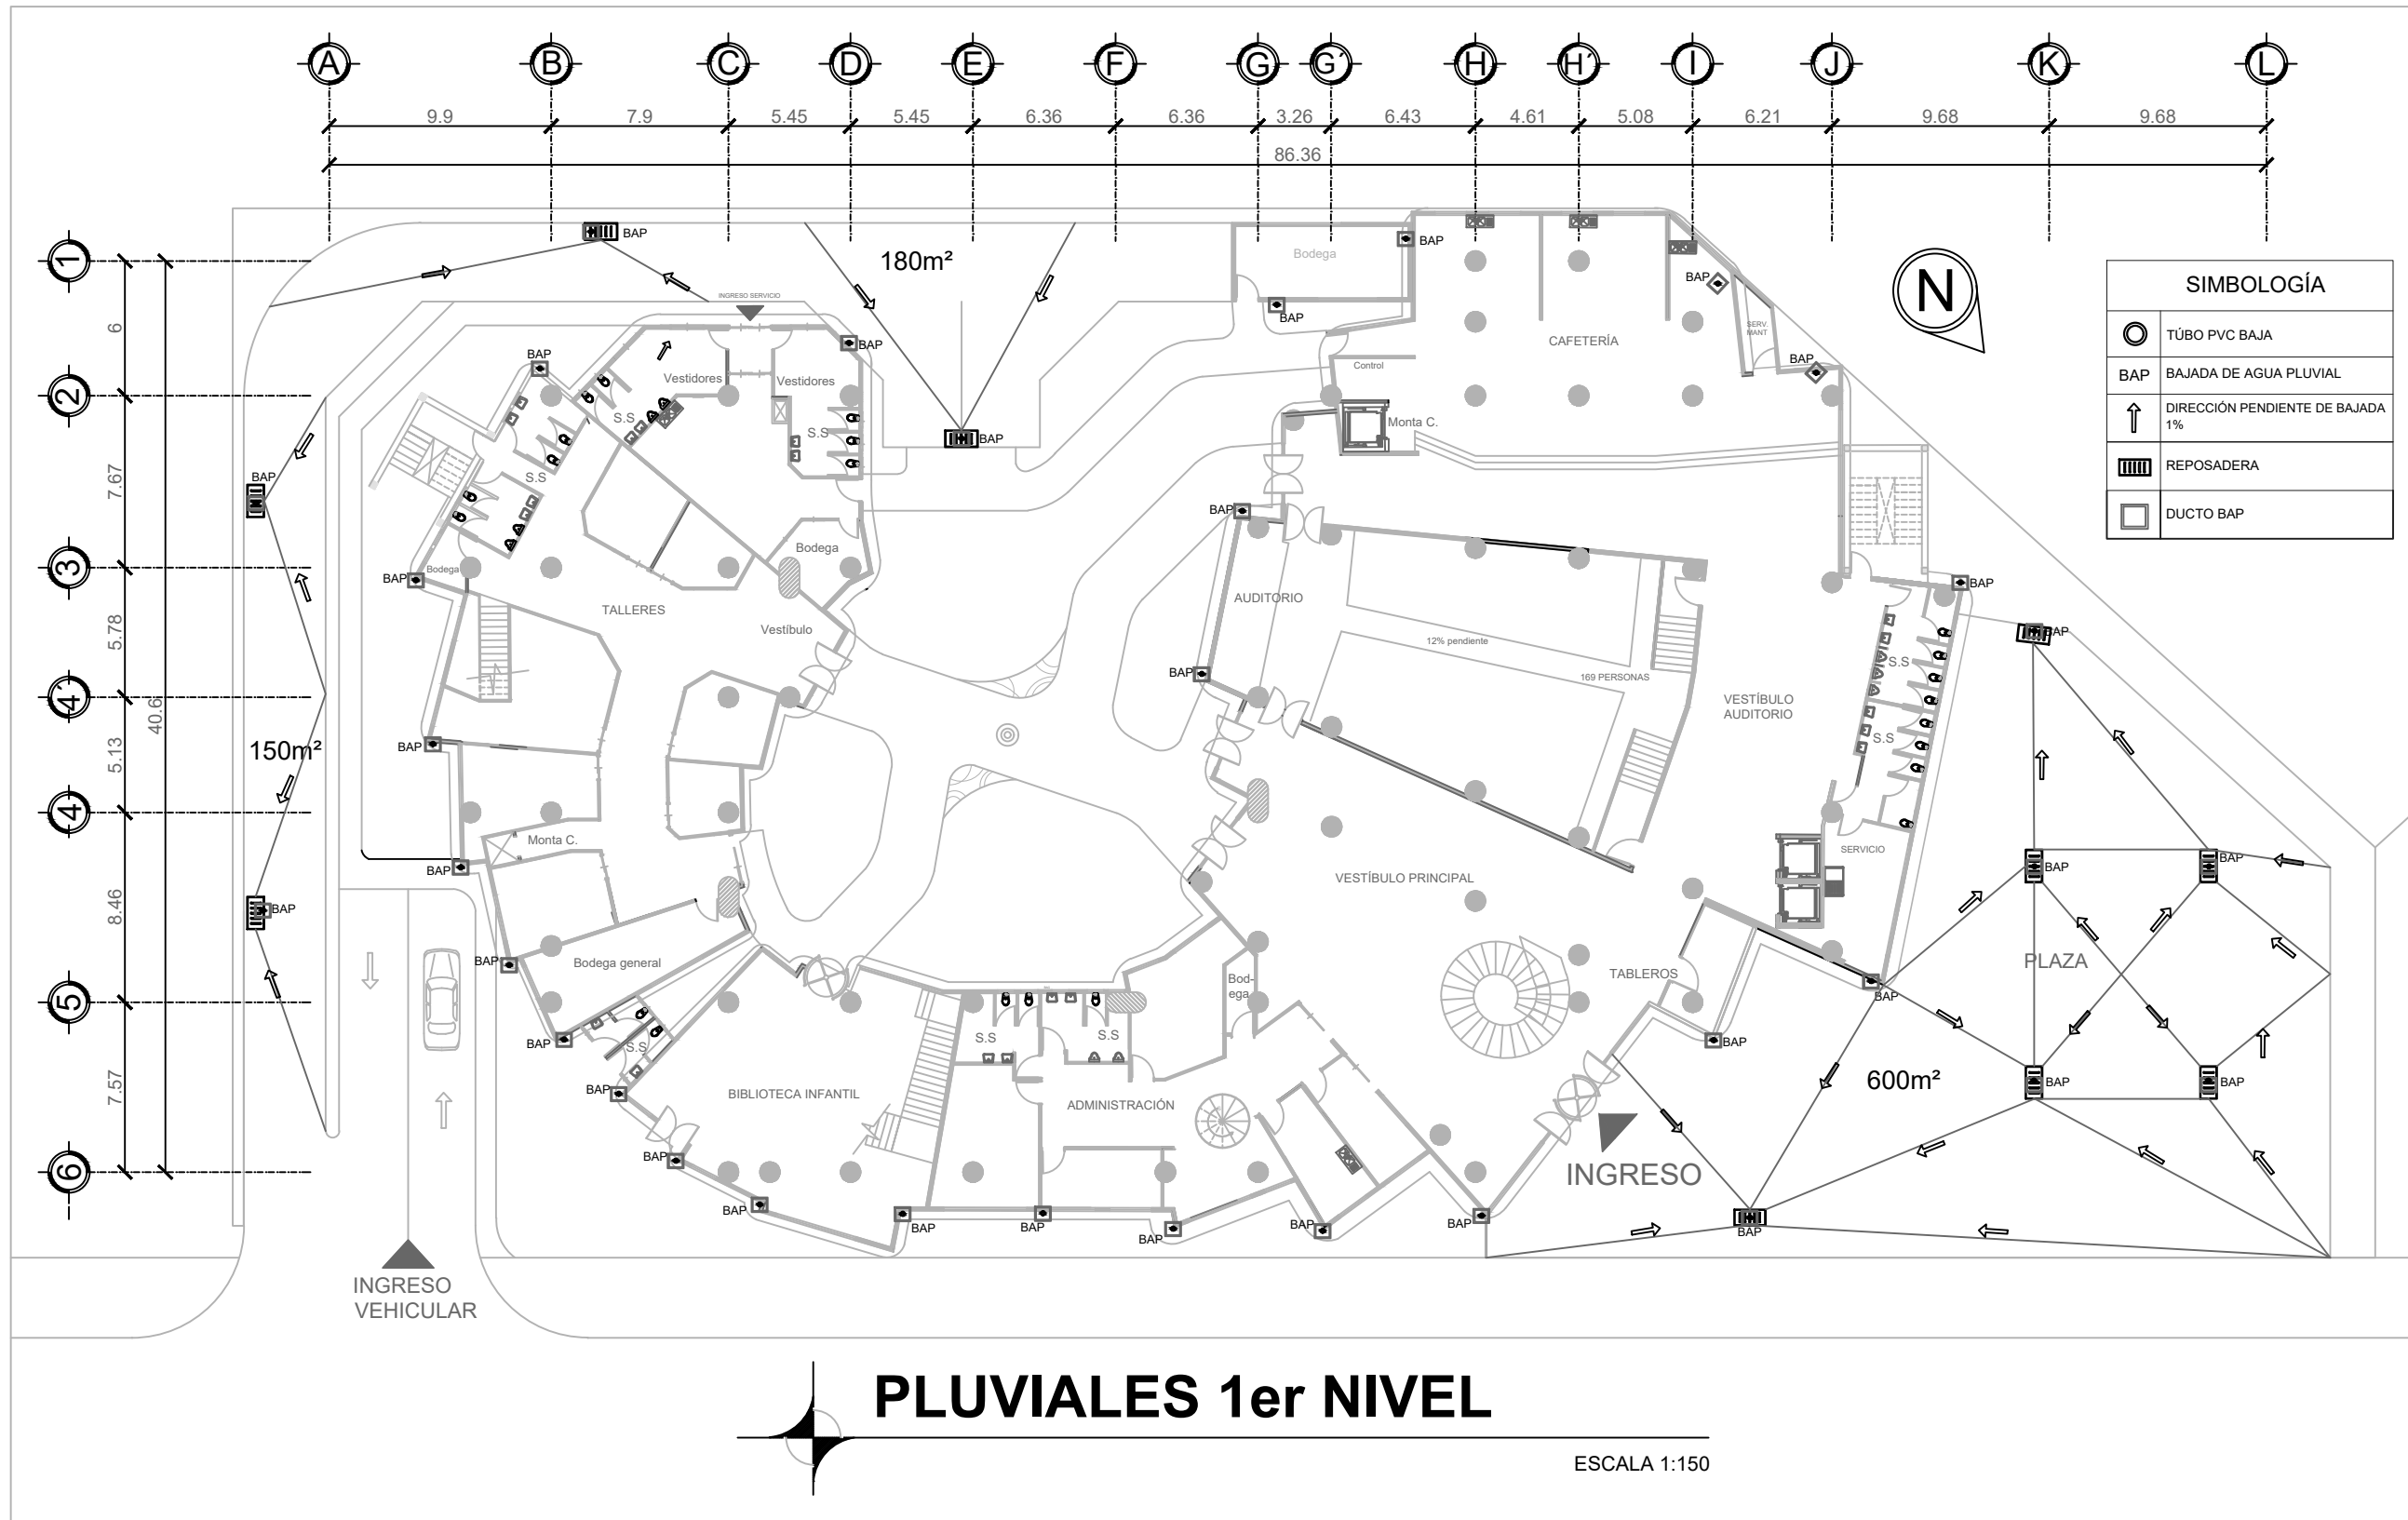 A B C D E F G G´ H H´ I J K L
9.9 7.9 5.45 5.45 6.36 6.36 3.26 6.43 4.61 5.08 6.21 9.68 9.68
86.36
1
2
3
4´
4
5
6
6
7.67
5.78
5.13
8.46
7.57
40.6
N
SIMBOLOGÍA
TÚBO PVC BAJA
BAP BAJADA DE AGUA PLUVIAL
DIRECCIÓN PENDIENTE DE BAJADA
1%
REPOSADERA
DUCTO BAP
BAP
180m²
Bodega
BAP
BAP
BAP
INGRESO SERVICIO
SERV.
MANT
CAFETERÍA
BAP
BAP
BAP
Control
Vestidores
Vestidores
S.S
Monta C.
S.S
BAP
BAP
S.S
BAP
Bodega
Bodega
BAP
BAP
AUDITORIO
TALLERES
Vestíbulo
BAP
12% pendiente
S.S
BAP
169 PERSONAS
VESTÍBULO
AUDITORIO
S.S
BAP
150m²
Monta C.
SERVICIO
BAP
BAP
VESTÍBULO PRINCIPAL
BAP
BAP
PLAZA
Bodega general
BAP
TABLEROS
Bod-
ega
BAP
S.S
S.S
BAP
S.S
BAP
600m²
BAP
BAP
BAP
BIBLIOTECA INFANTIL
ADMINISTRACIÓN
BAP
INGRESO
BAP
BAP
BAP
BAP
BAP
BAP
BAP
BAP
INGRESO
VEHICULAR
PLUVIALES 1er NIVEL
ESCALA 1:150